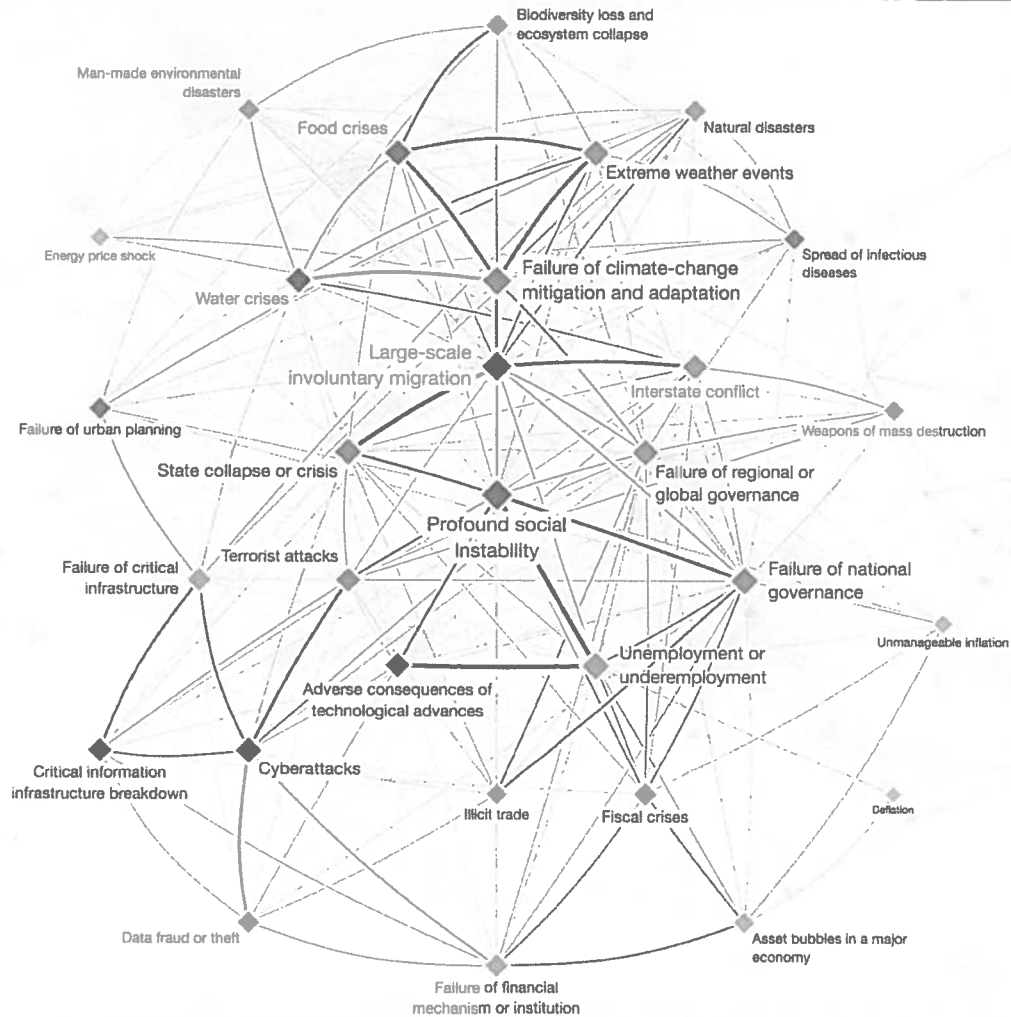 Biodiversity loss and
ecosystem collapse
Man-made environmental
disasters
Food crises
Natural disasters
Extreme weather events
Energy price shock
Spread of infectious
diseases
Water crises
Failure of climate-change
mitigation and adaptation
Large-scale
involuntary migration
Interstate conflict
Failure of urban planning
Weapons of mass destruction
State collapse or crisis
Failure of regional or
global governance
Profound social
instability
Failure of critical
infrastructure
Terrorist attacks
Failure of national
governance
Unmanageable inflation
Unemployment or
underemployment
Adverse consequences of
technological advances
Critical information
infrastructure breakdown
Cyberattacks
Illicit trade
Fiscal crises
Deflation
Data fraud or theft
Asset bubbles in a major
economy
Failure of financial
mechanism or institution